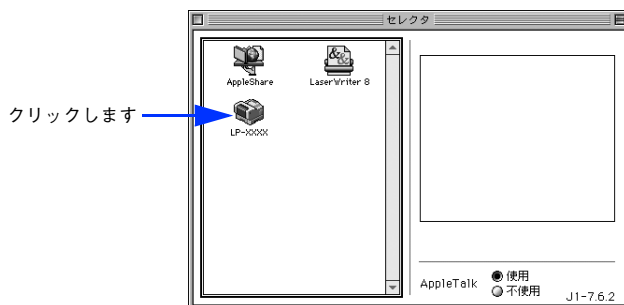 セレクタ
AppleShare
LaserWriter 8
クリックします
LP-XXXX
AppleTalk
使用
不使用
J1-7.6.2